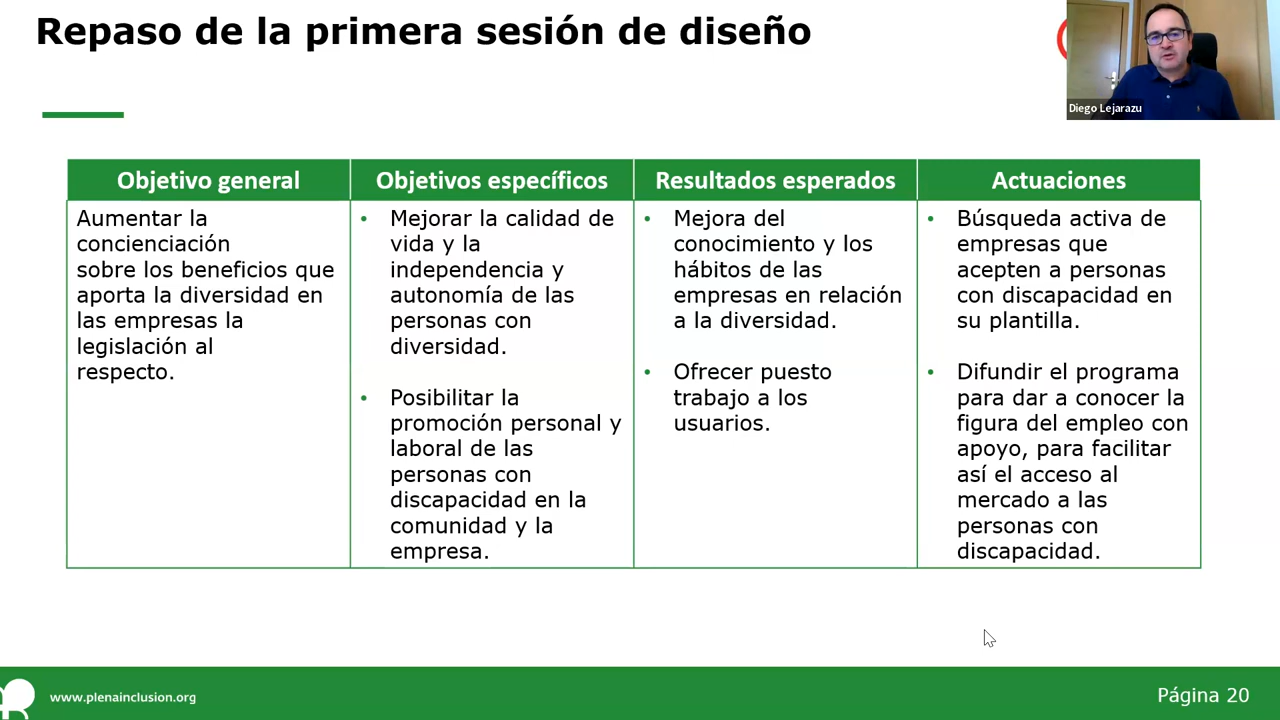 Repaso de la primera sesión de diseño
Diego Lejarazu
Objetivo general
Objetivos específicos
Resultados esperados
Actuaciones
Aumentar la
concienciación
sobre los beneficios que
aporta la diversidad en
las empresas la
legislación al
respecto.
• Mejorar la calidad de
vida y la
independencia y
autonomía de las
personas con
diversidad.
• Posibilitar la
promoción personal y
laboral de las
personas con
discapacidad en la
comunidad y la
empresa.
• Mejora del
conocimiento y los
hábitos de las
empresas en relación
a la diversidad.
• Ofrecer puesto
trabajo a los
usuarios.
• Búsqueda activa de
empresas que
acepten a personas
con discapacidad en
su plantilla.
• Difundir el programa
para dar a conocer la
figura del empleo con
apoyo, para facilitar
así el acceso al
mercado a las
personas con
discapacidad.
www.plenainclusion.org
Página 20